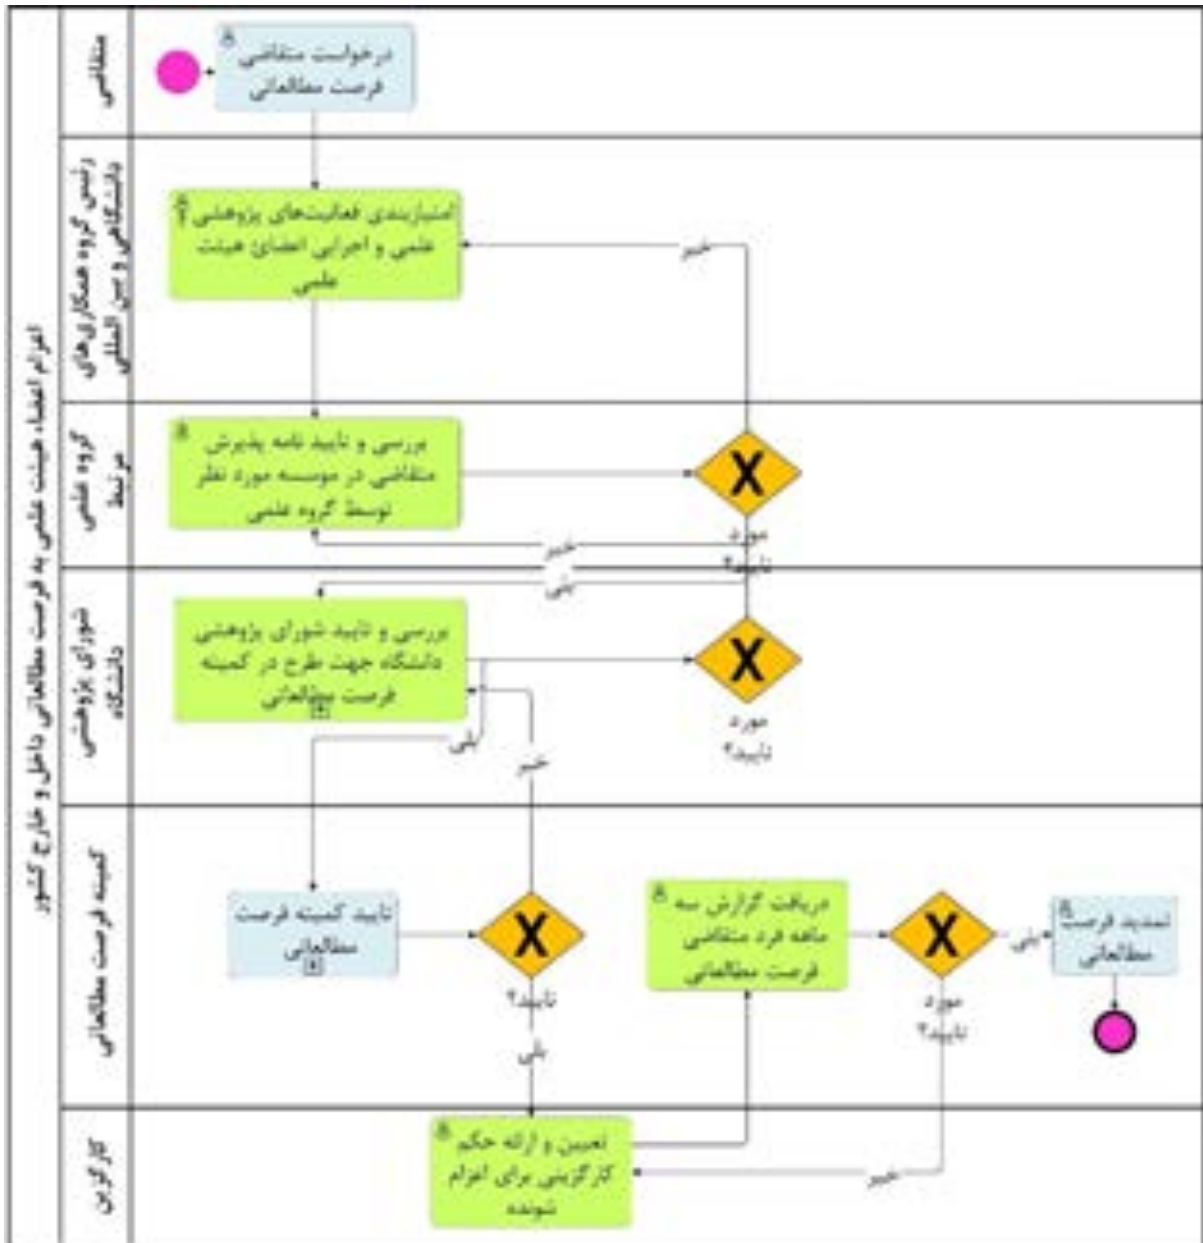 اعزام اعضاء هیئت علمی به فرصت مطالعاتی داخل و خارج کشور
متقاضی
درخواست متقاضی
فرصت مطالعاتی
رئیس گروه همکاری‌های
دانشگاهی و بین المللی
امتیازبندی فعالیت‌های پژوهشی
علمی و اجرایی اعضائ هیئت
علمی
خیر
گروه علمی
مرتبط
بررسی و تایید نامه پذیرش
متقاضی در موسسه مورد نظر
توسط گروه علمی
مورد
تایید؟
خیر
بلی
شورای پژوهشی
دانشگاه
بررسی و تایید شورای پژوهشی
دانشگاه جهت طرح در کمیته
فرصت مطالعاتی
مورد
تایید؟
بلی
خیر
کمیته فرصت مطالعاتی
تایید کمیته فرصت
مطالعاتی
تایید؟
بلی
دریافت گزارش سه
ماهه فرد متقاضی
فرصت مطالعاتی
مورد
تایید؟
بلی
تمدید فرصت
مطالعاتی
کارگزین
تعیین و ارائه حکم
کارگزینی برای اعزام
شونده
خیر